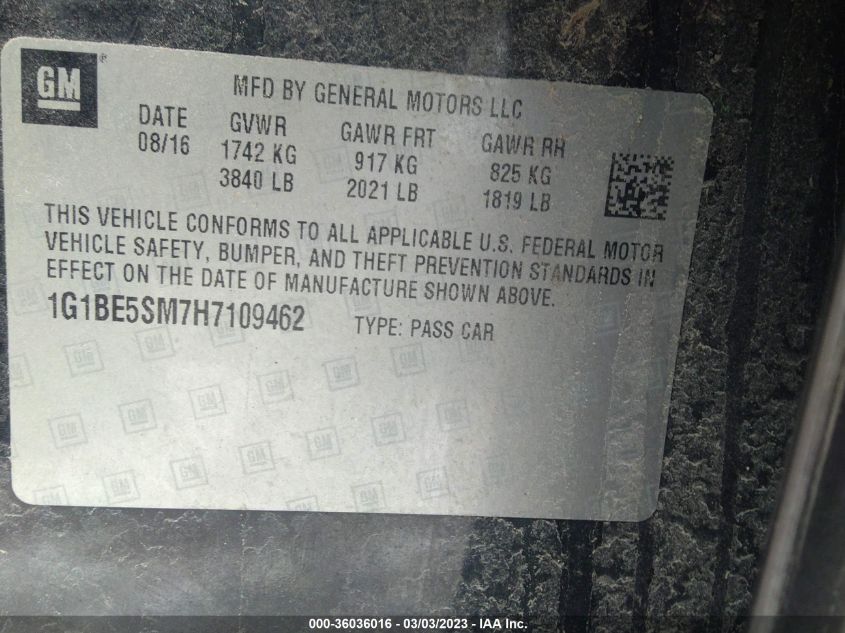 GM®
MFD BY GENERAL MOTORS LLC
DATE GVWR GAWR FRT GAWR RR
08/16 1742 KG 917 KG 825 KG
3840 LB 2021 LB 1819 LB
THIS VEHICLE CONFORMS TO ALL APPLICABLE U.S. FEDERAL MOTOR
VEHICLE SAFETY, BUMPER, AND THEFT PREVENTION STANDARDS IN
EFFECT ON THE DATE OF MANUFACTURE SHOWN ABOVE.
1G1BE5SM7H7109462 TYPE: PASS CAR
000-36036016 — 03/03/2023 — IAA Inc.